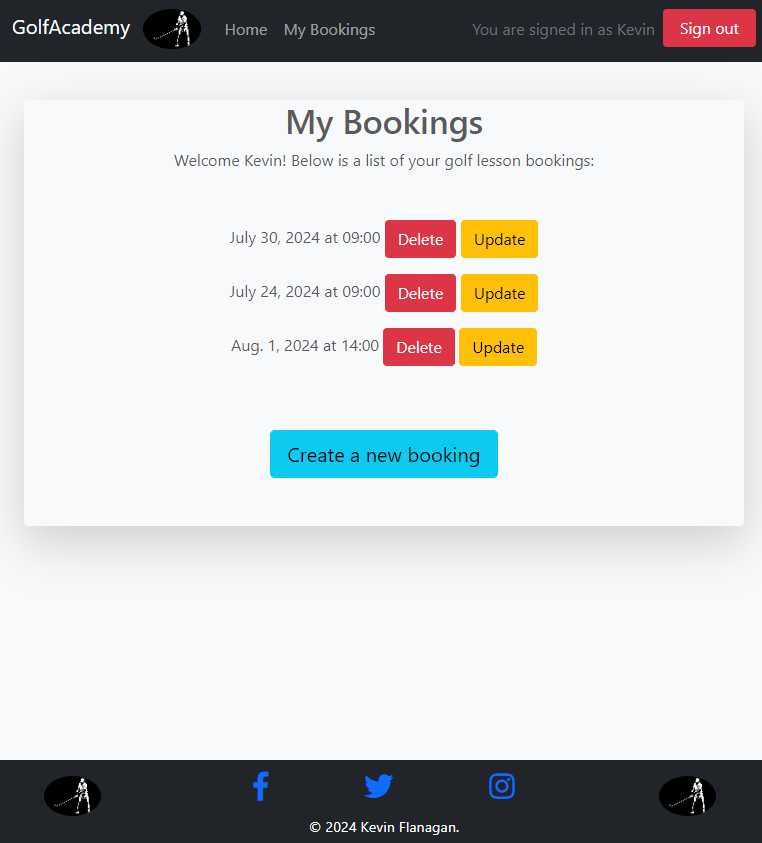 GolfAcademy Home My Bookings You are signed in as Kevin Sign out
My Bookings
Welcome Kevin! Below is a list of your golf lesson bookings:
July 30, 2024 at 09:00 Delete Update
July 24, 2024 at 09:00 Delete Update
Aug. 1, 2024 at 14:00 Delete Update
Create a new booking
© 2024 Kevin Flanagan.